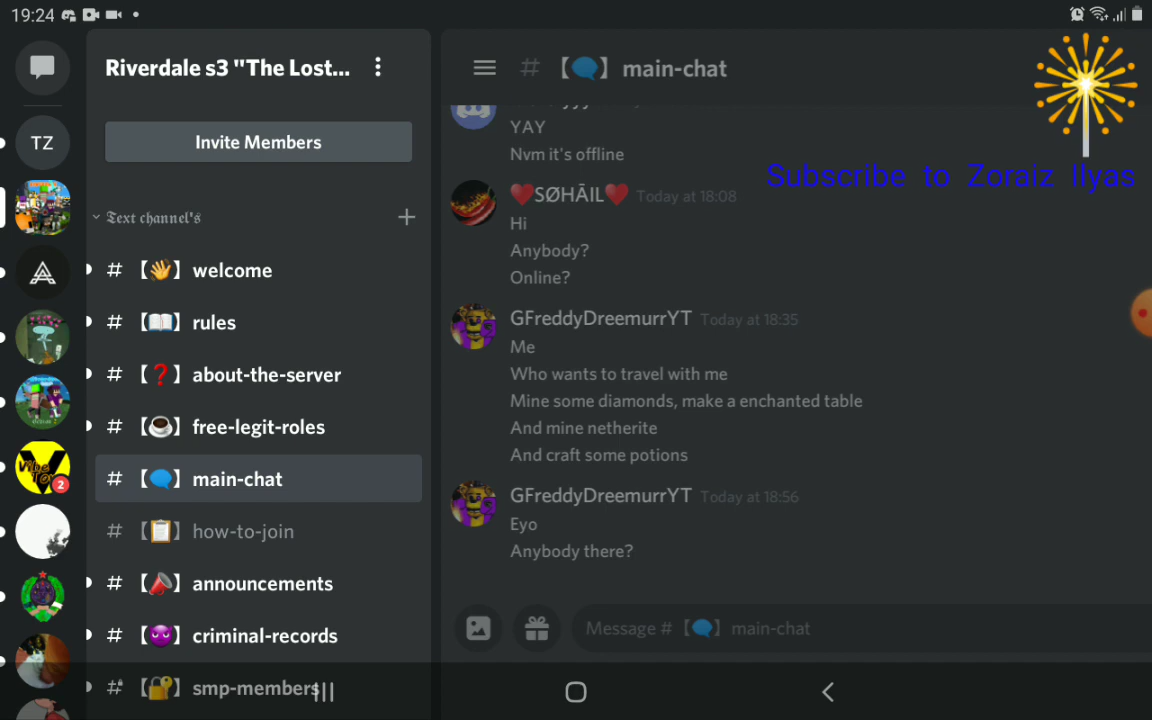 19:24
Riverdale s3 "The Lost...
Invite Members
Text channel's
# 【👋】 welcome
# 【📖】 rules
# 【❓】 about-the-server
# 【☕】 free-legit-roles
# 【🗨️】 main-chat
# 【📋】 how-to-join
# 【📣】 announcements
# 【😈】 criminal-records
# 【🔐】 smp-members
TZ
2
# 【🗨️】 main-chat
YAY
Nvm it's offline
❤️SØHĀIL❤️ Today at 18:08
Hi
Anybody?
Online?
GFreddyDreemurrYT Today at 18:35
Me
Who wants to travel with me
Mine some diamonds, make a enchanted table
And mine netherite
And craft some potions
GFreddyDreemurrYT Today at 18:56
Eyo
Anybody there?
Message # 【🗨️】 main-chat
Subscribe to Zoraiz Ilyas